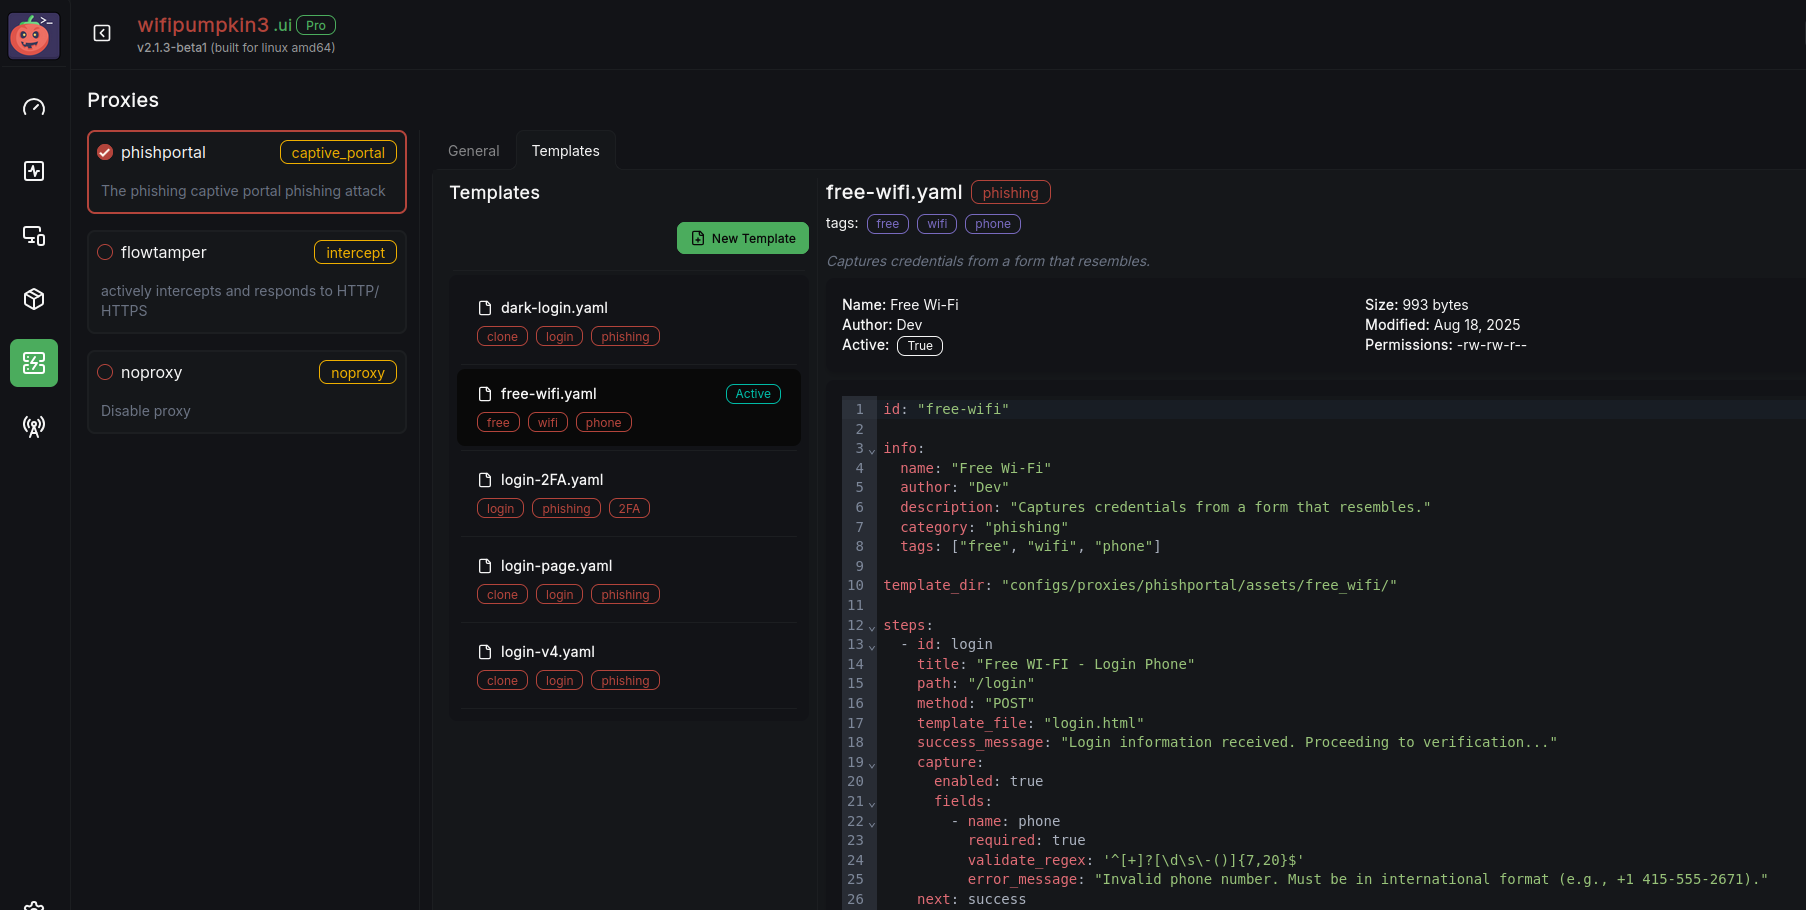 wifipumpkin3 .ui Pro
v2.1.3-beta1 (built for linux amd64)
Proxies
phishportal captive_portal
The phishing captive portal phishing attack
flowtamper intercept
actively intercepts and responds to HTTP/
HTTPS
noproxy noproxy
Disable proxy
General Templates
Templates
New Template
dark-login.yaml
clone login phishing
free-wifi.yaml Active
free wifi phone
login-2FA.yaml
login phishing 2FA
login-page.yaml
clone login phishing
login-v4.yaml
clone login phishing
free-wifi.yaml phishing
tags: free wifi phone
Captures credentials from a form that resembles.
Name: Free Wi-Fi
Author: Dev
Active: True
Size: 993 bytes
Modified: Aug 18, 2025
Permissions: -rw-rw-r--
1 id: "free-wifi"
2
3 info:
4 name: "Free Wi-Fi"
5 author: "Dev"
6 description: "Captures credentials from a form that resembles."
7 category: "phishing"
8 tags: ["free", "wifi", "phone"]
9
10 template_dir: "configs/proxies/phishportal/assets/free_wifi/"
11
12 steps:
13 - id: login
14 title: "Free WI-FI - Login Phone"
15 path: "/login"
16 method: "POST"
17 template_file: "login.html"
18 success_message: "Login information received. Proceeding to verification..."
19 capture:
20 enabled: true
21 fields:
22 - name: phone
23 required: true
24 validate_regex: '^[+]?[\d\s\-()]{7,20}$'
25 error_message: "Invalid phone number. Must be in international format (e.g., +1 415-555-2671)."
26 next: success